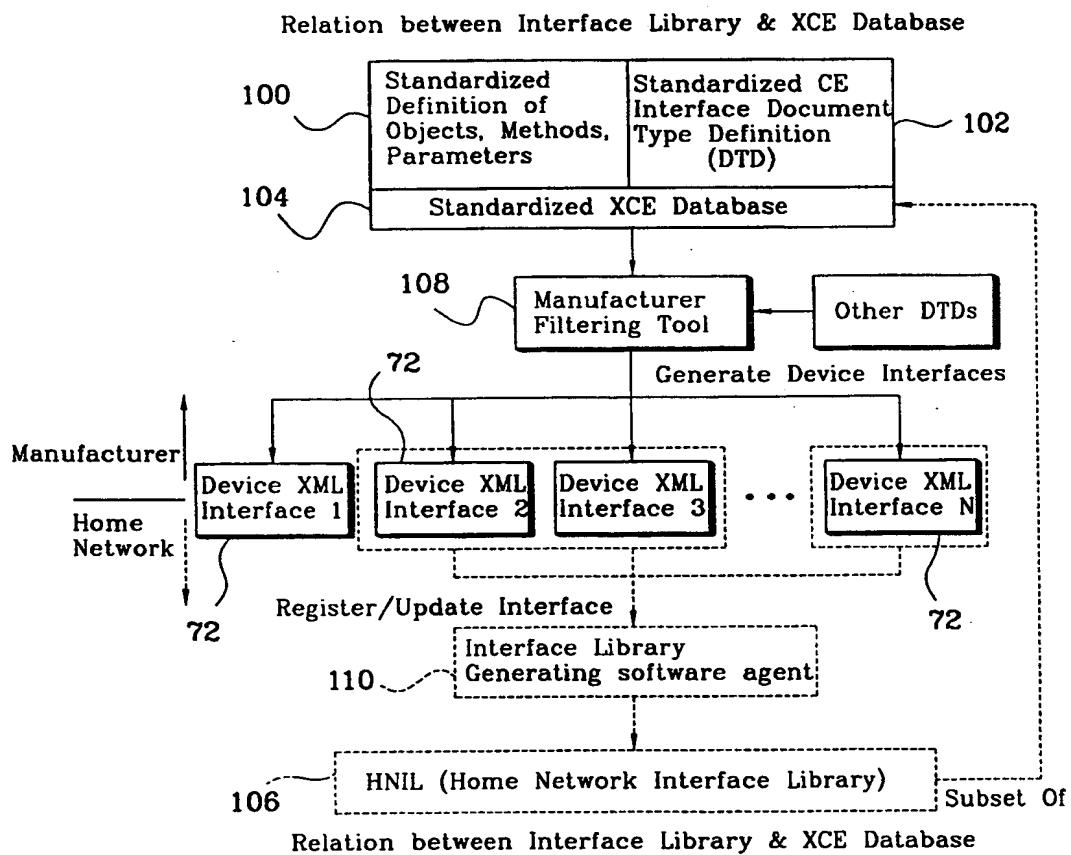 Relation between Interface Library & XCE Database
Standardized
Definition of
Objects, Methods,
Parameters
Standardized CE
Interface Document
Type Definition
(DTD)
100
102
104
Standardized XCE Database
108
Manufacturer
Filtering Tool
Other DTDs
72
Generate Device Interfaces
Manufacturer
Home
Network
Device XML
Interface 1
Device XML
Interface 2
Device XML
Interface 3
Device XML
Interface N
72
72
Register/Update Interface
Interface Library
Generating software agent
110
HNIL (Home Network Interface Library)
106
Subset Of
Relation between Interface Library & XCE Database